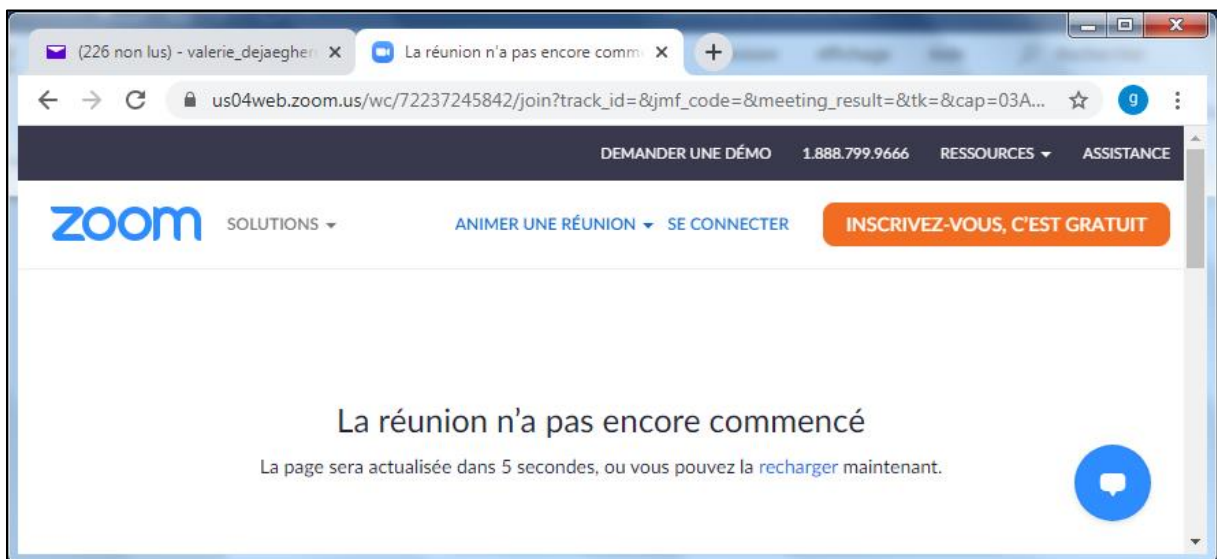 (226 non lus) - valerie_dejaegher
La réunion n'a pas encore comm
us04web.zoom.us/wc/72237245842/join?track_id=&jmf_code=&meeting_result=&tk=&cap=03A...
g
DEMANDER UNE DÉMO 1.888.799.9666 RESSOURCES ASSISTANCE
zoom SOLUTIONS ANIMER UNE RÉUNION SE CONNECTER INSCRIVEZ-VOUS, C'EST GRATUIT
La réunion n'a pas encore commencé
La page sera actualisée dans 5 secondes, ou vous pouvez la recharger maintenant.